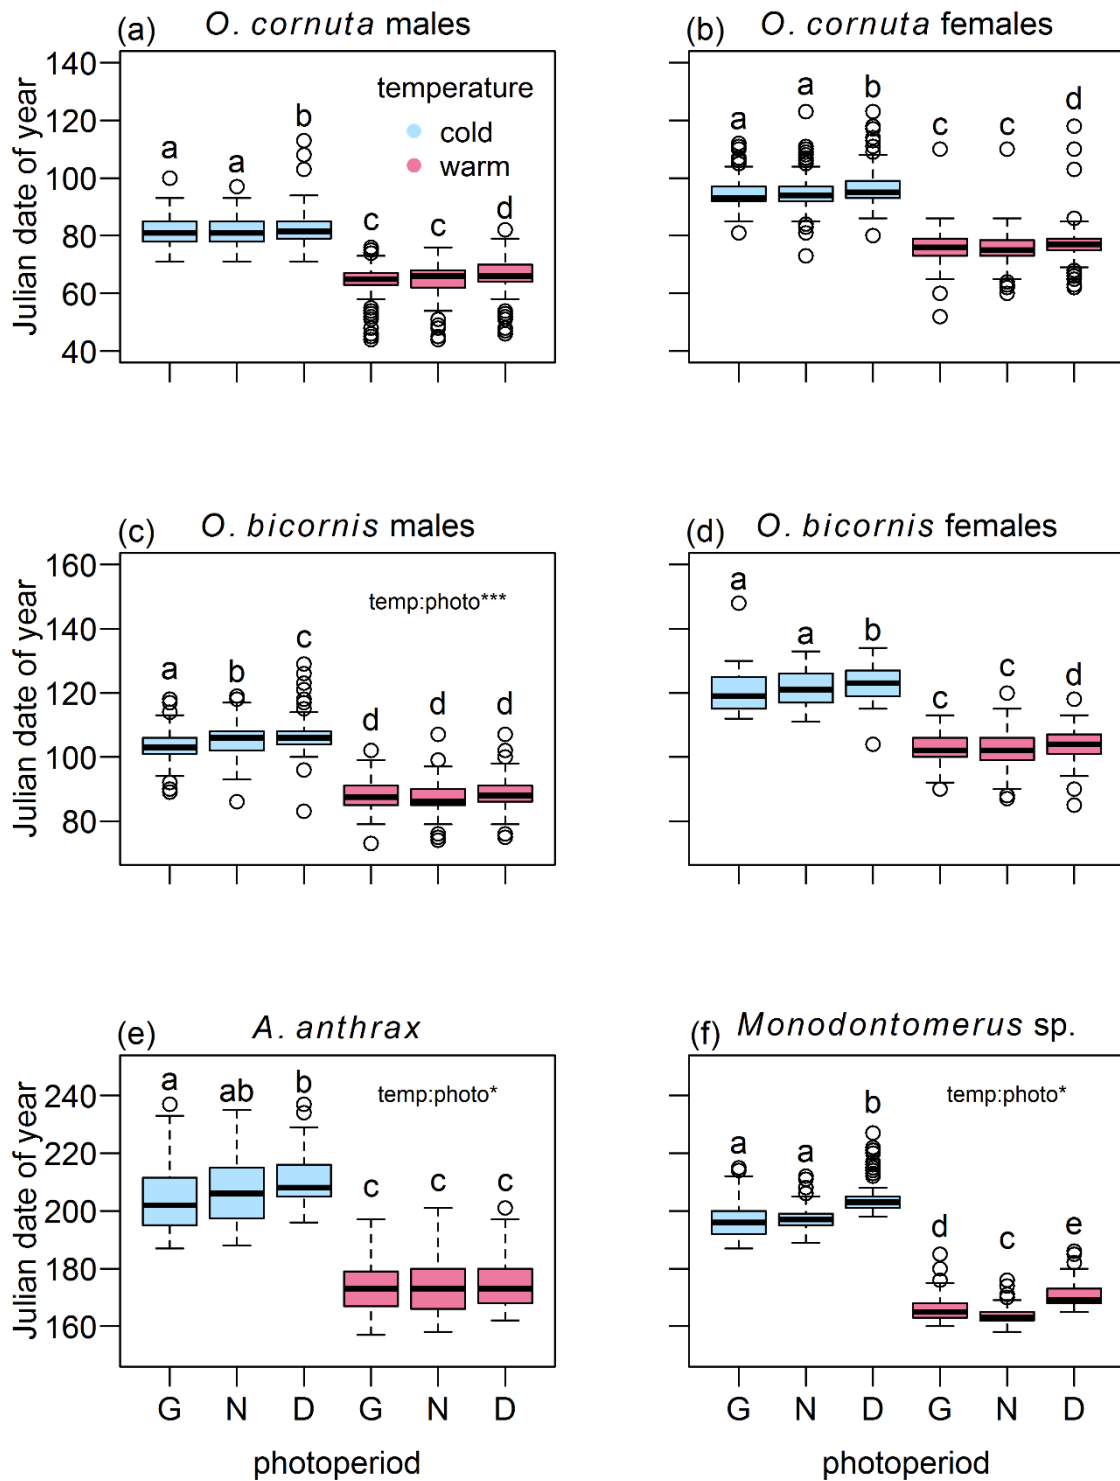 (a) O. cornuta males
(b) O. cornuta females
Julian date of year
140
120
100
80
60
40
temperature
cold
warm
a a b c c d
a a b c c d
(c) O. bicornis males
(d) O. bicornis females
Julian date of year
160
140
120
100
80
temp:photo***
a b c d d d
a a b c c d
(e) A. anthrax
(f) Monodontomerus sp.
Julian date of year
240
220
200
180
160
temp:photo*
temp:photo*
a ab b c c c
a a b d c e
G N D G N D
G N D G N D
photoperiod
photoperiod